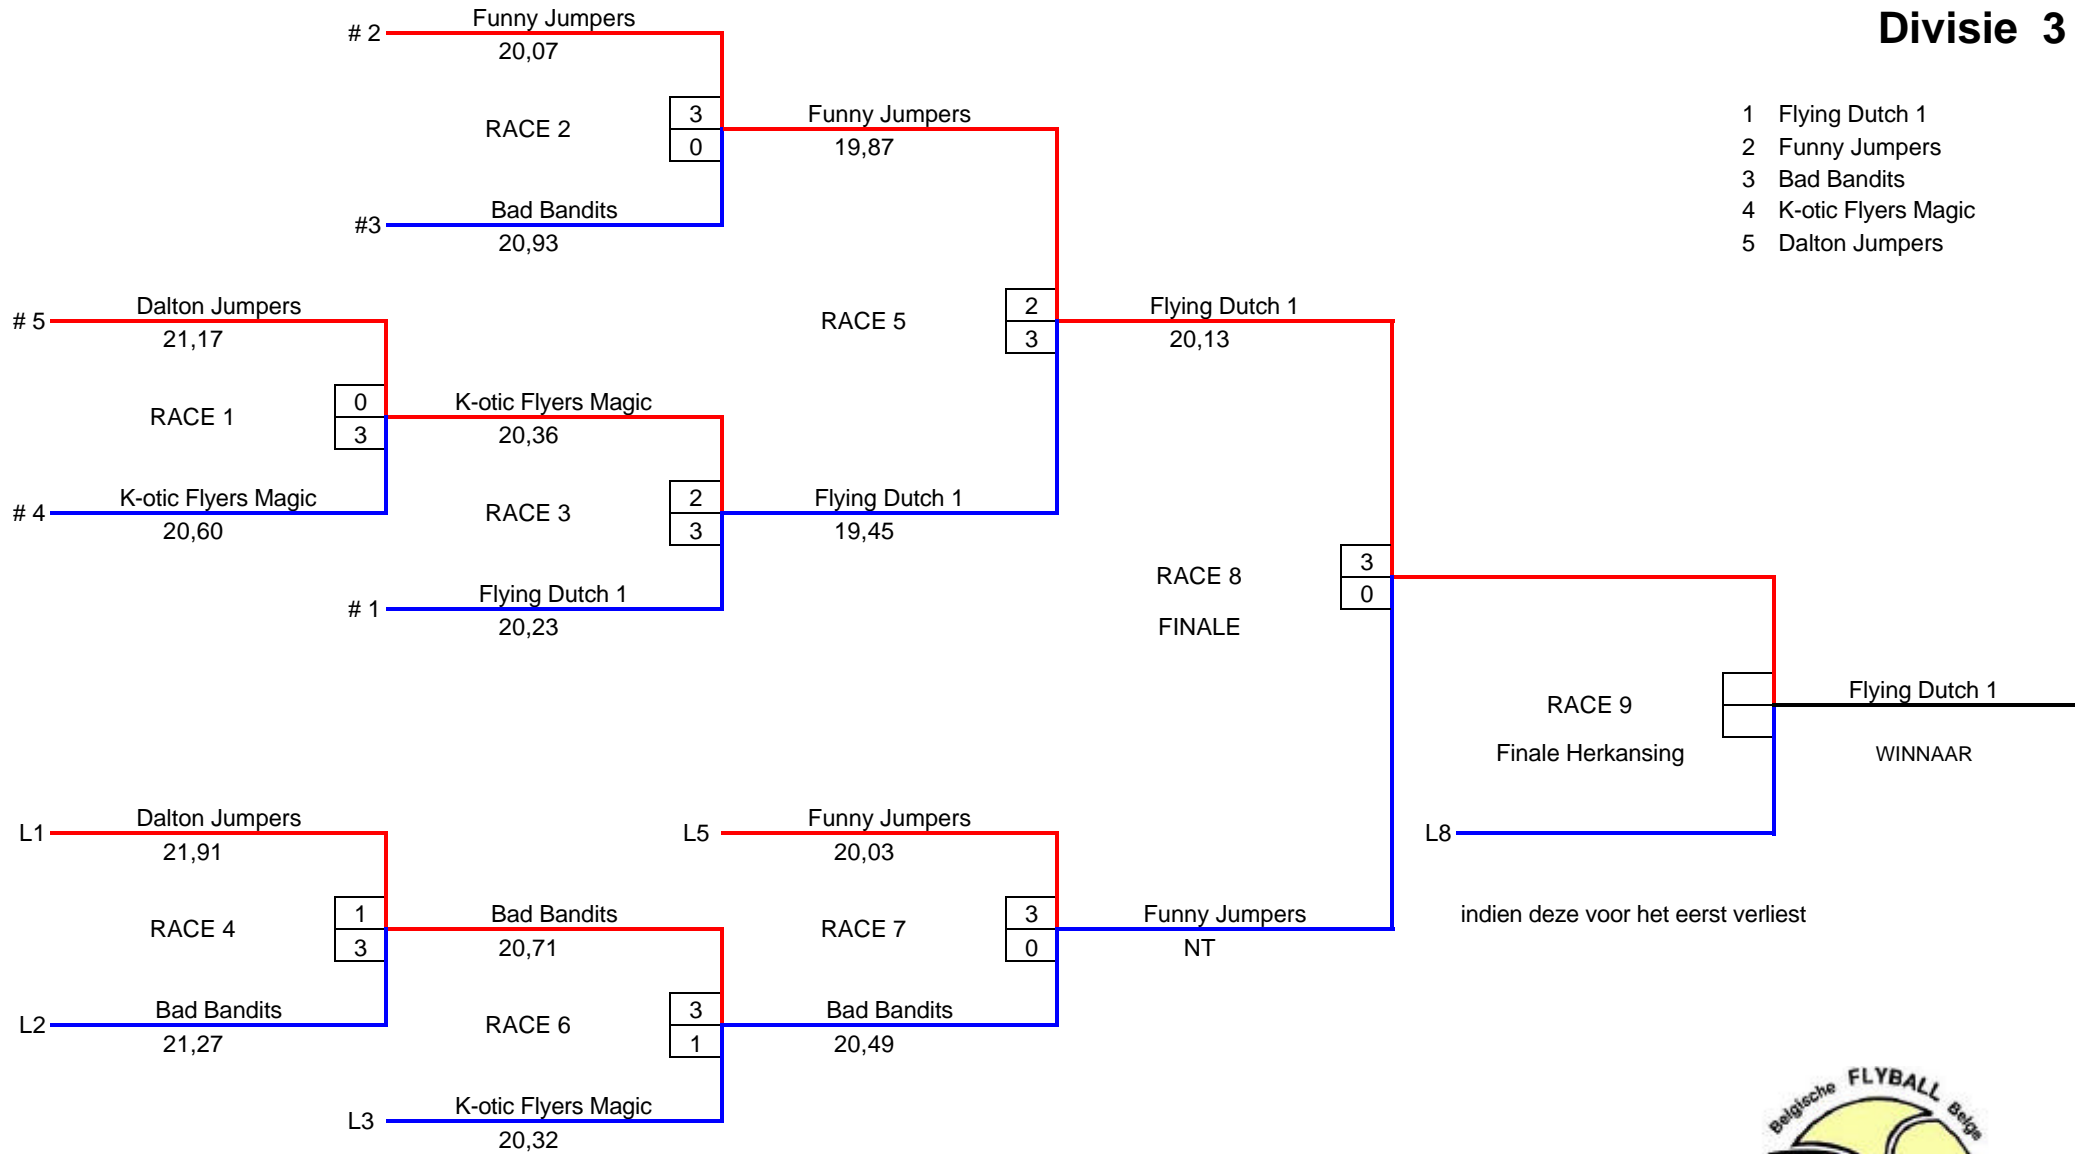 Divisie 3
1 Flying Dutch 1
2 Funny Jumpers
3 Bad Bandits
4 K-otic Flyers Magic
5 Dalton Jumpers
# 2 Funny Jumpers
20,07
RACE 2
3
0
#3 Bad Bandits
20,93
Funny Jumpers
19,87
# 5 Dalton Jumpers
21,17
RACE 1
0
3
# 4 K-otic Flyers Magic
20,60
K-otic Flyers Magic
20,36
RACE 3
2
3
# 1 Flying Dutch 1
20,23
RACE 5
2
3
Flying Dutch 1
19,45
Flying Dutch 1
20,13
RACE 8
FINALE
3
0
RACE 9
Finale Herkansing
Flying Dutch 1
WINNAAR
L8
indien deze voor het eerst verliest
L1 Dalton Jumpers
21,91
RACE 4
1
3
L2 Bad Bandits
21,27
Bad Bandits
20,71
RACE 6
3
1
L3 K-otic Flyers Magic
20,32
L5 Funny Jumpers
20,03
RACE 7
3
0
Bad Bandits
20,49
Funny Jumpers
NT
Belgische FLYBALL Belge